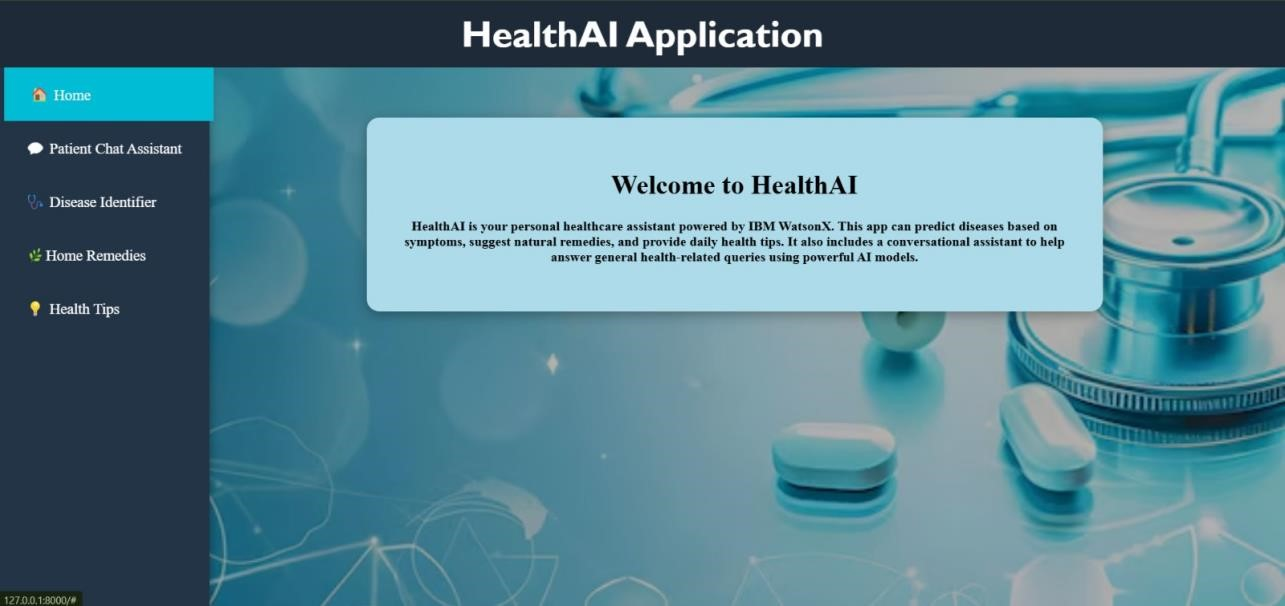 HealthAI Application
Home
Patient Chat Assistant
Disease Identifier
Home Remedies
Health Tips
Welcome to HealthAI
HealthAI is your personal healthcare assistant powered by IBM WatsonX. This app can predict diseases based on
symptoms, suggest natural remedies, and provide daily health tips. It also includes a conversational assistant to help
answer general health-related queries using powerful AI models.
127.0.0.1:8000/#